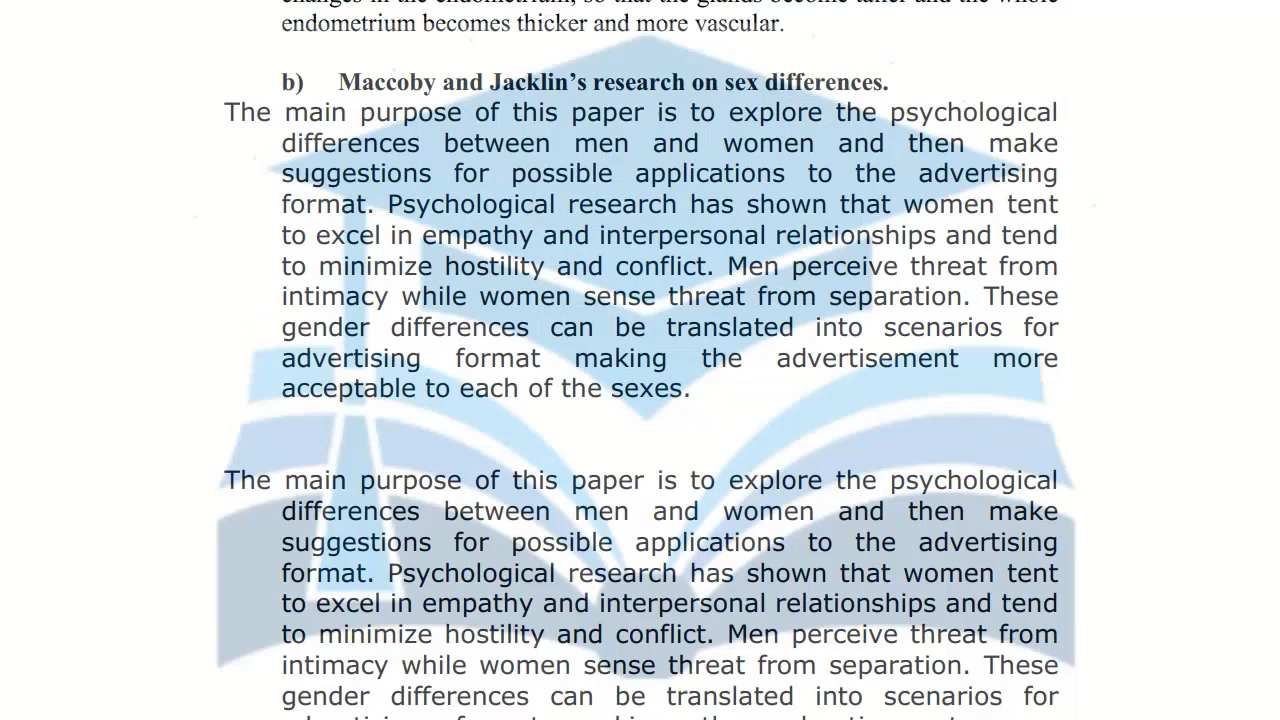 endometrium becomes thicker and more vascular.
b) Maccoby and Jacklin’s research on sex differences.
The main purpose of this paper is to explore the psychological
differences between men and women and then make
suggestions for possible applications to the advertising
format. Psychological research has shown that women tent
to excel in empathy and interpersonal relationships and tend
to minimize hostility and conflict. Men perceive threat from
intimacy while women sense threat from separation. These
gender differences can be translated into scenarios for
advertising format making the advertisement more
acceptable to each of the sexes.
The main purpose of this paper is to explore the psychological
differences between men and women and then make
suggestions for possible applications to the advertising
format. Psychological research has shown that women tent
to excel in empathy and interpersonal relationships and tend
to minimize hostility and conflict. Men perceive threat from
intimacy while women sense threat from separation. These
gender differences can be translated into scenarios for